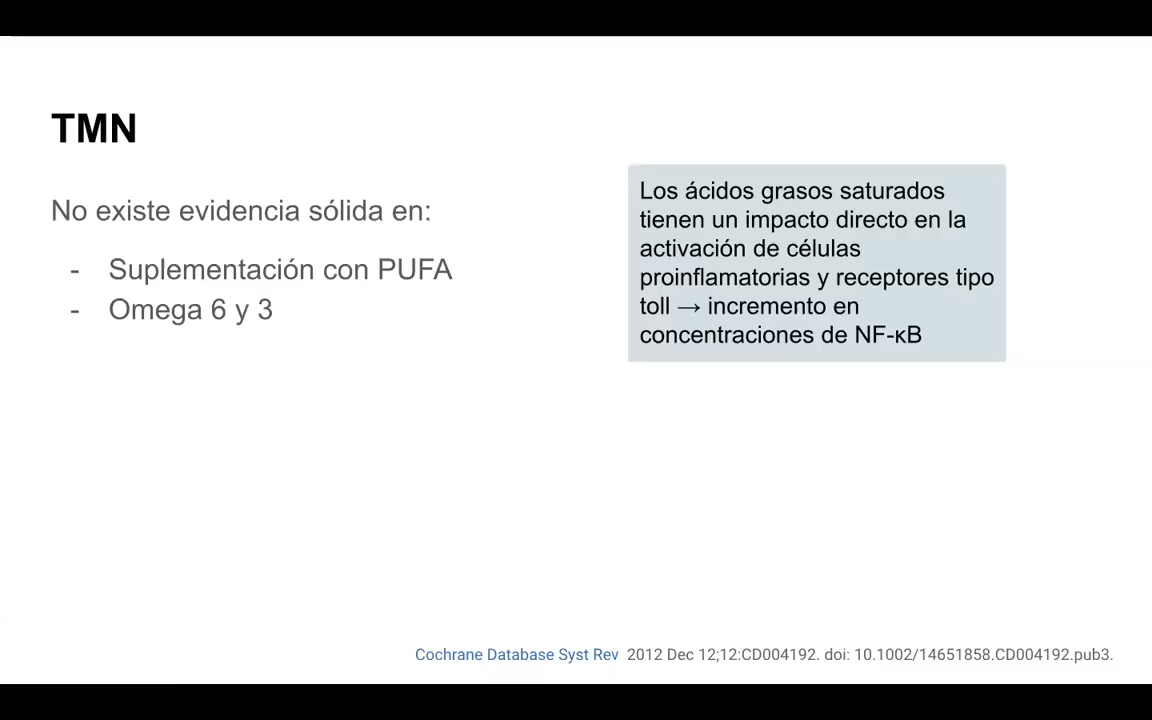 TMN
No existe evidencia sólida en:
- Suplementación con PUFA
- Omega 6 y 3
Los ácidos grasos saturados
tienen un impacto directo en la
activación de células
proinflamatorias y receptores tipo
toll → incremento en
concentraciones de NF-κB
Cochrane Database Syst Rev 2012 Dec 12;12:CD004192. doi: 10.1002/14651858.CD004192.pub3.